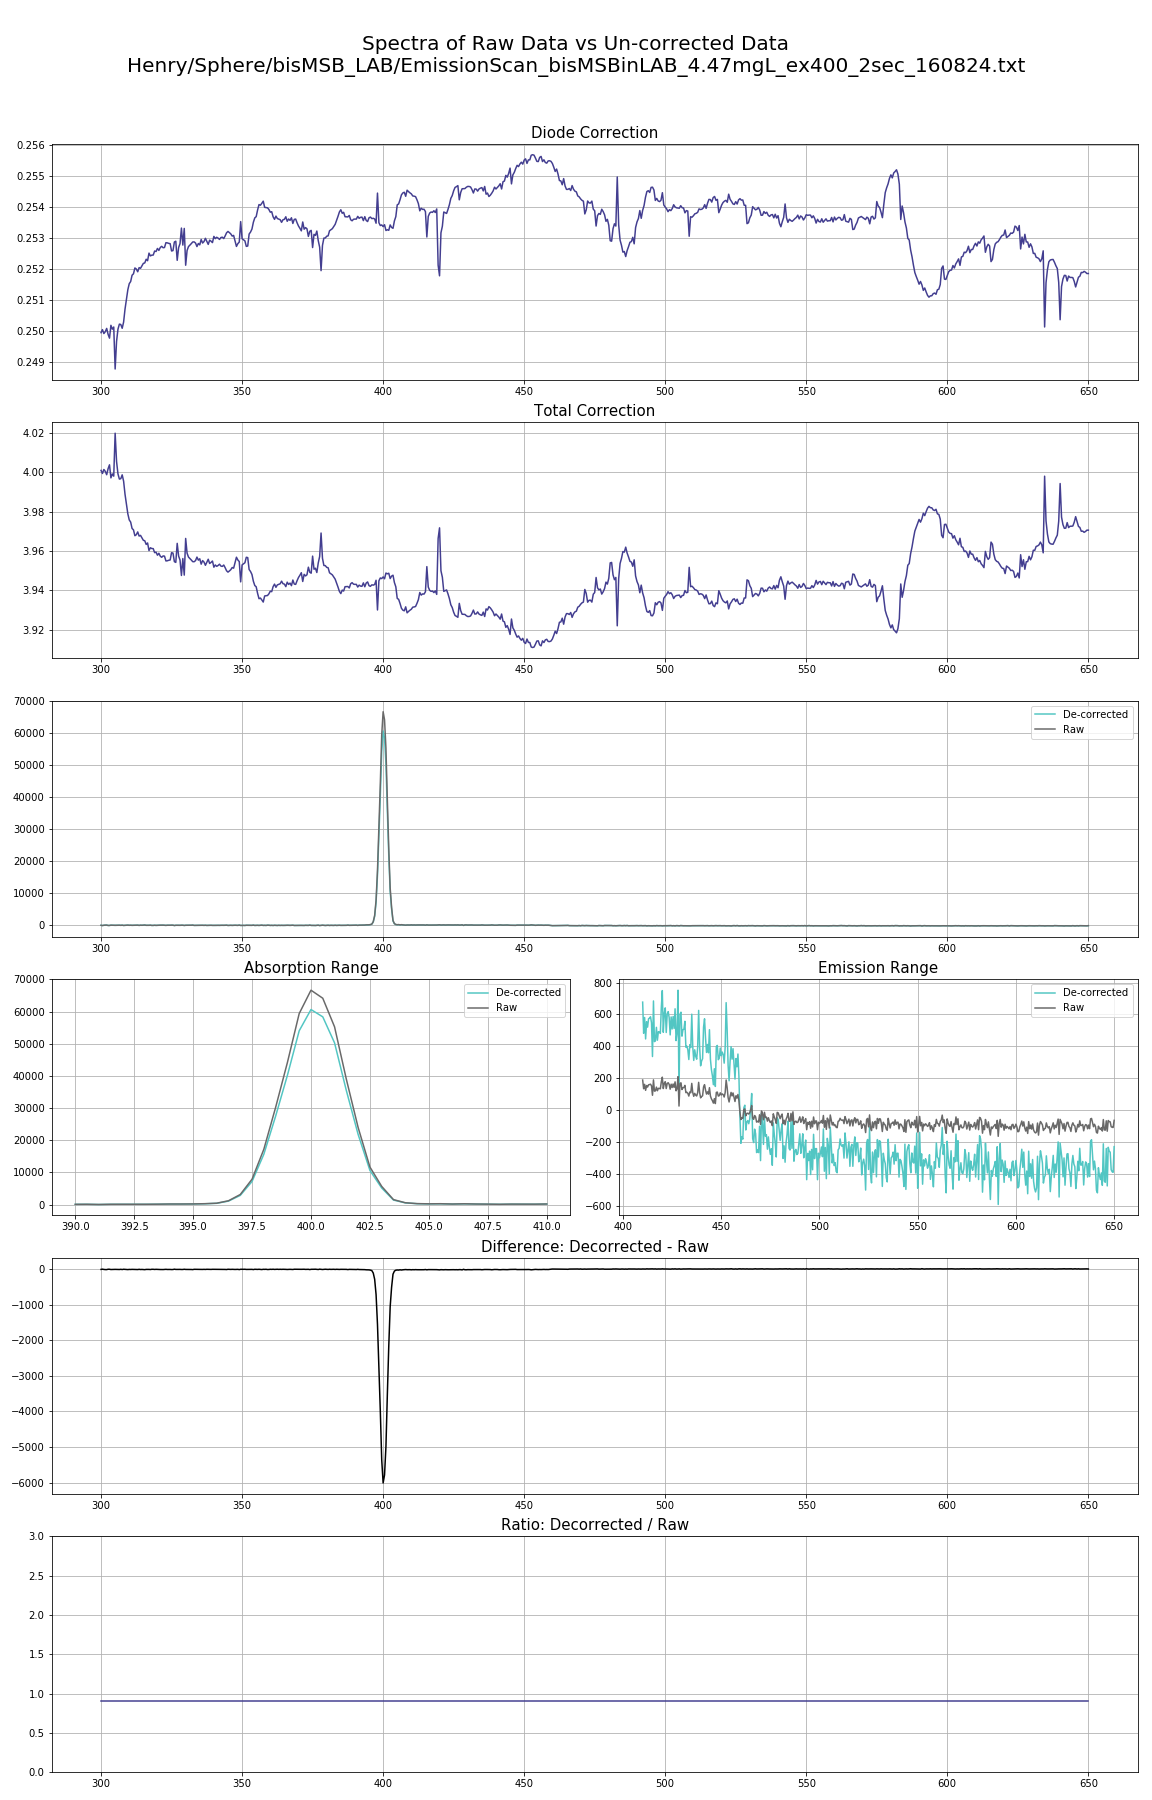 Spectra of Raw Data vs Un-corrected Data
Henry/Sphere/bisMSB_LAB/EmissionScan_bisMSBinLAB_4.47mgL_ex400_2sec_160824.txt
Diode Correction
0.256
0.255
0.254
0.253
0.252
0.251
0.250
0.249
300 350 400 450 500 550 600 650
Total Correction
4.02
4.00
3.98
3.96
3.94
3.92
300 350 400 450 500 550 600 650
70000
60000
50000
40000
30000
20000
10000
0
De-corrected
Raw
300 350 400 450 500 550 600 650
Absorption Range
70000
60000
50000
40000
30000
20000
10000
0
De-corrected
Raw
390.0 392.5 395.0 397.5 400.0 402.5 405.0 407.5 410.0
Emission Range
800
600
400
200
0
−200
−400
−600
De-corrected
Raw
400 450 500 550 600 650
Difference: Decorrected - Raw
0
−1000
−2000
−3000
−4000
−5000
−6000
300 350 400 450 500 550 600 650
Ratio: Decorrected / Raw
3.0
2.5
2.0
1.5
1.0
0.5
0.0
300 350 400 450 500 550 600 650